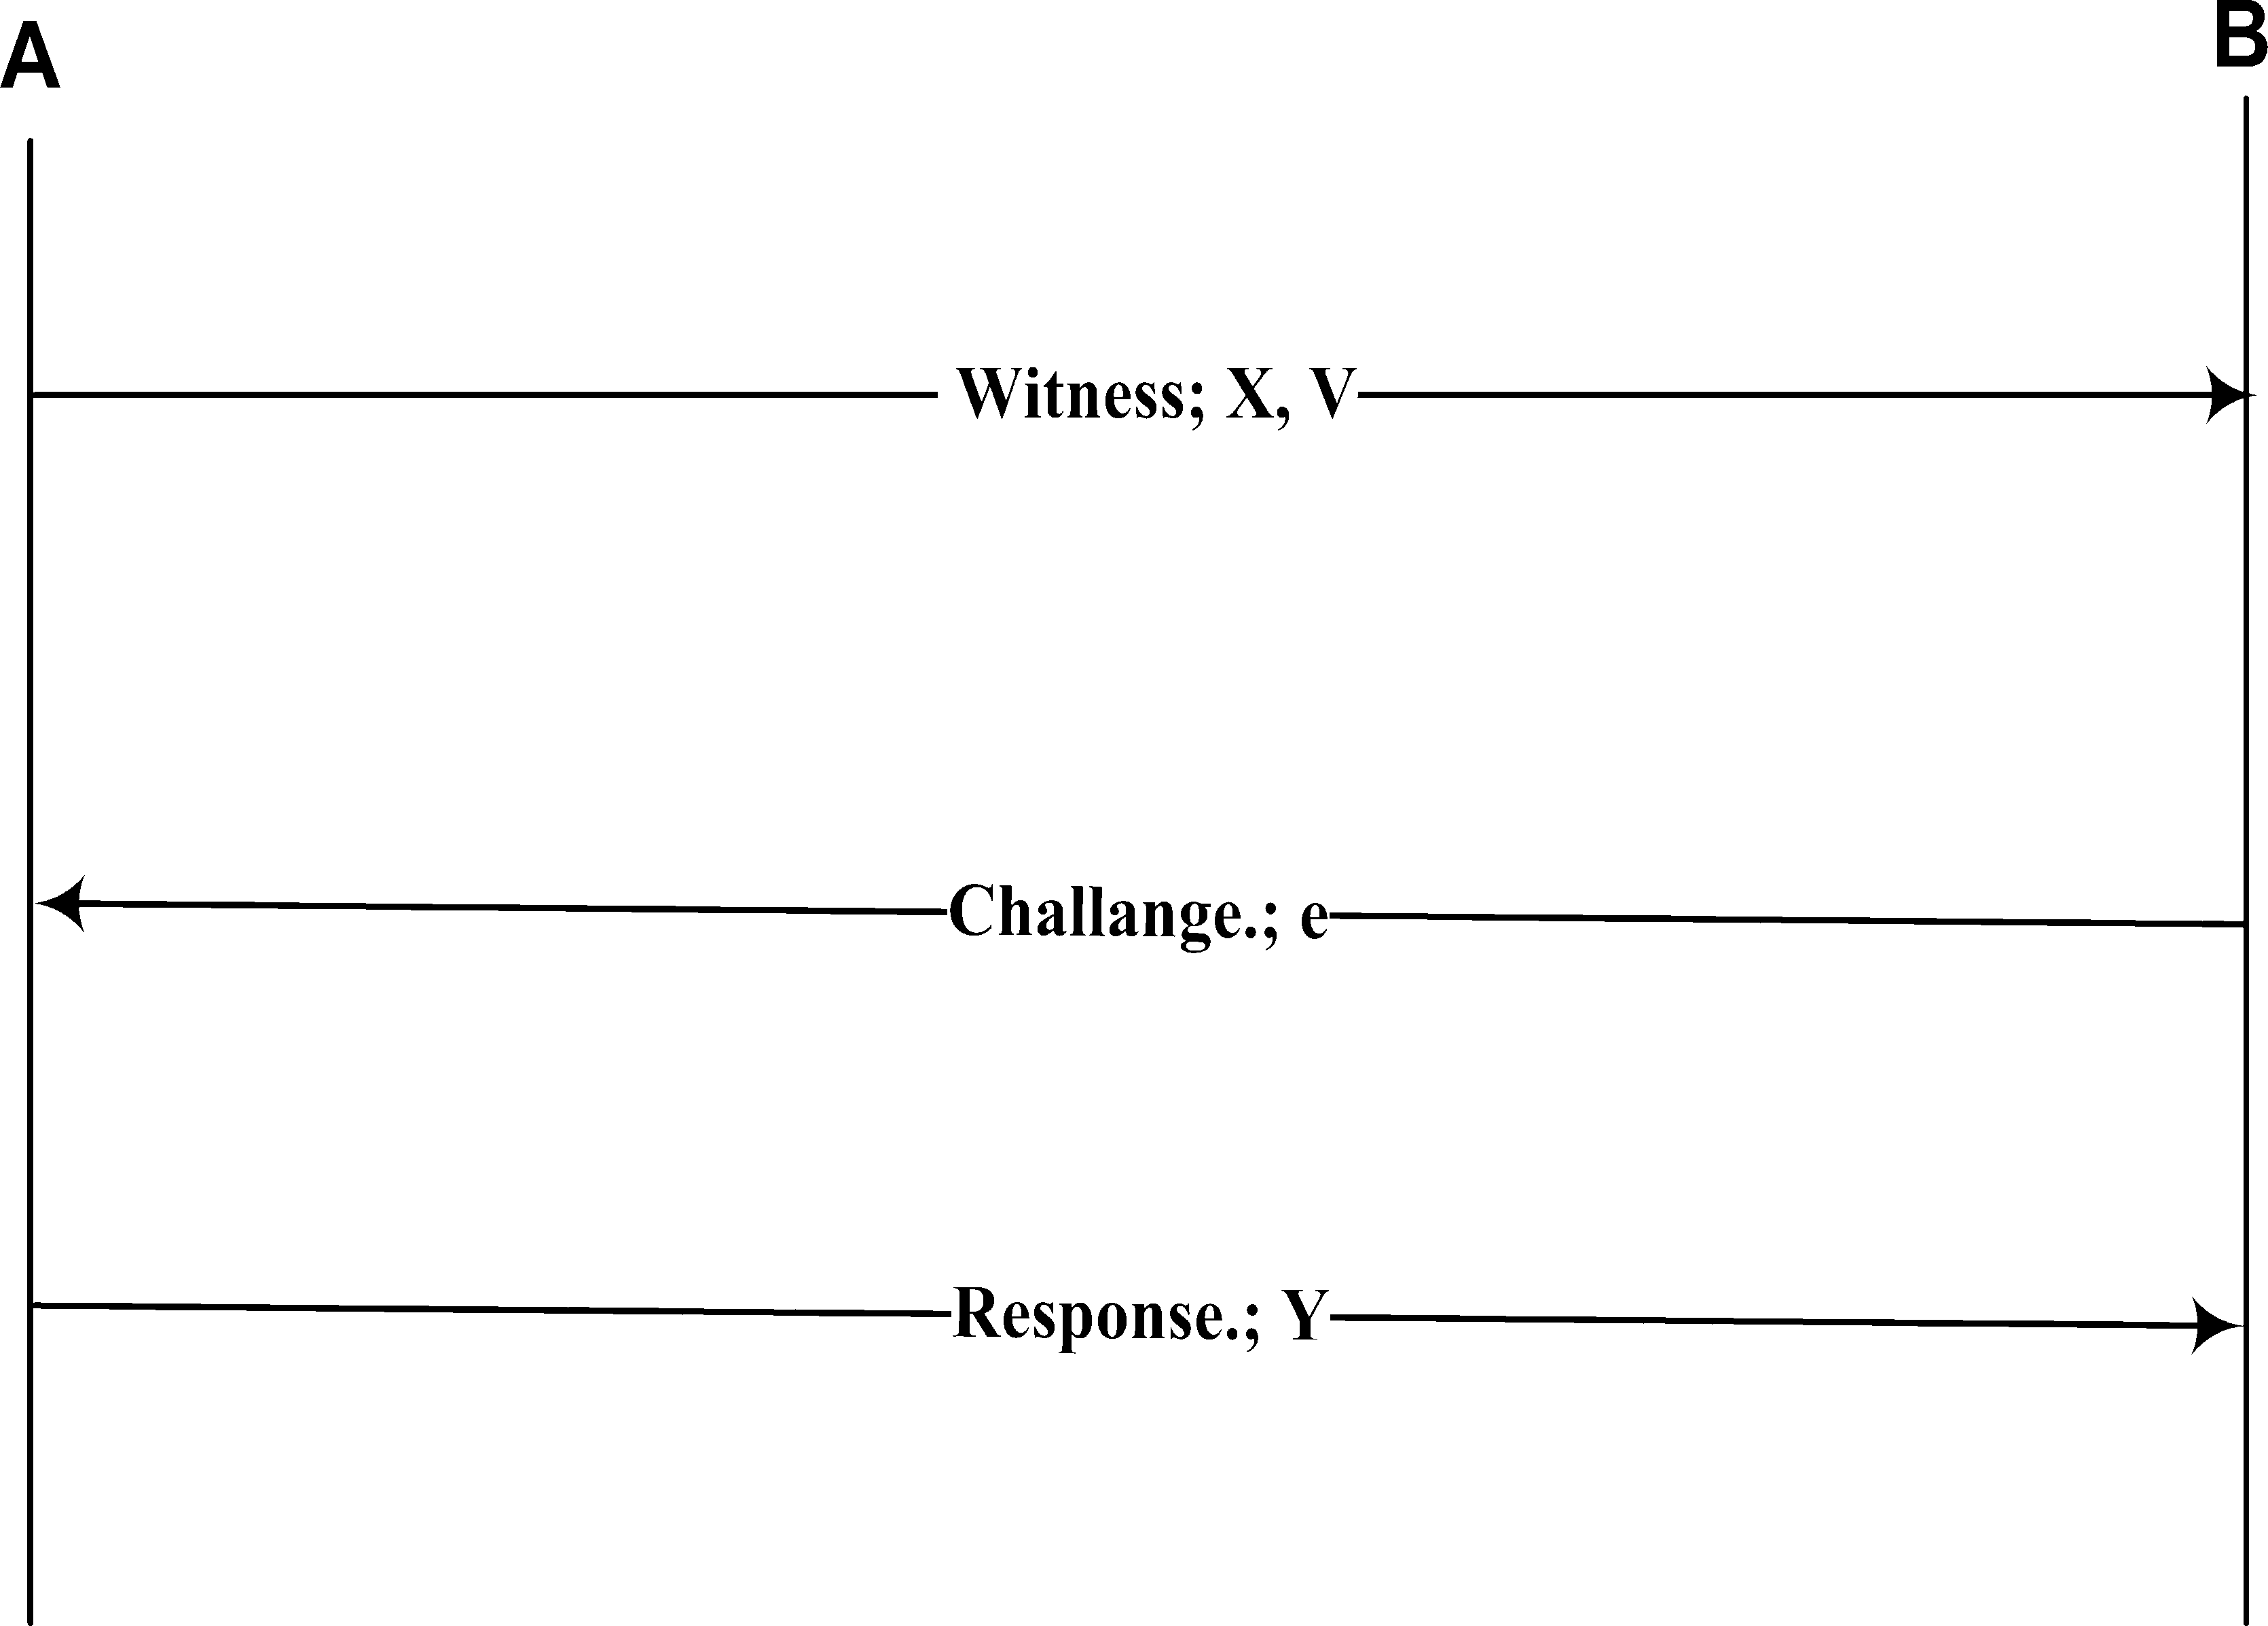 A
B
Witness; X, V
Challange.; e
Response.; Y